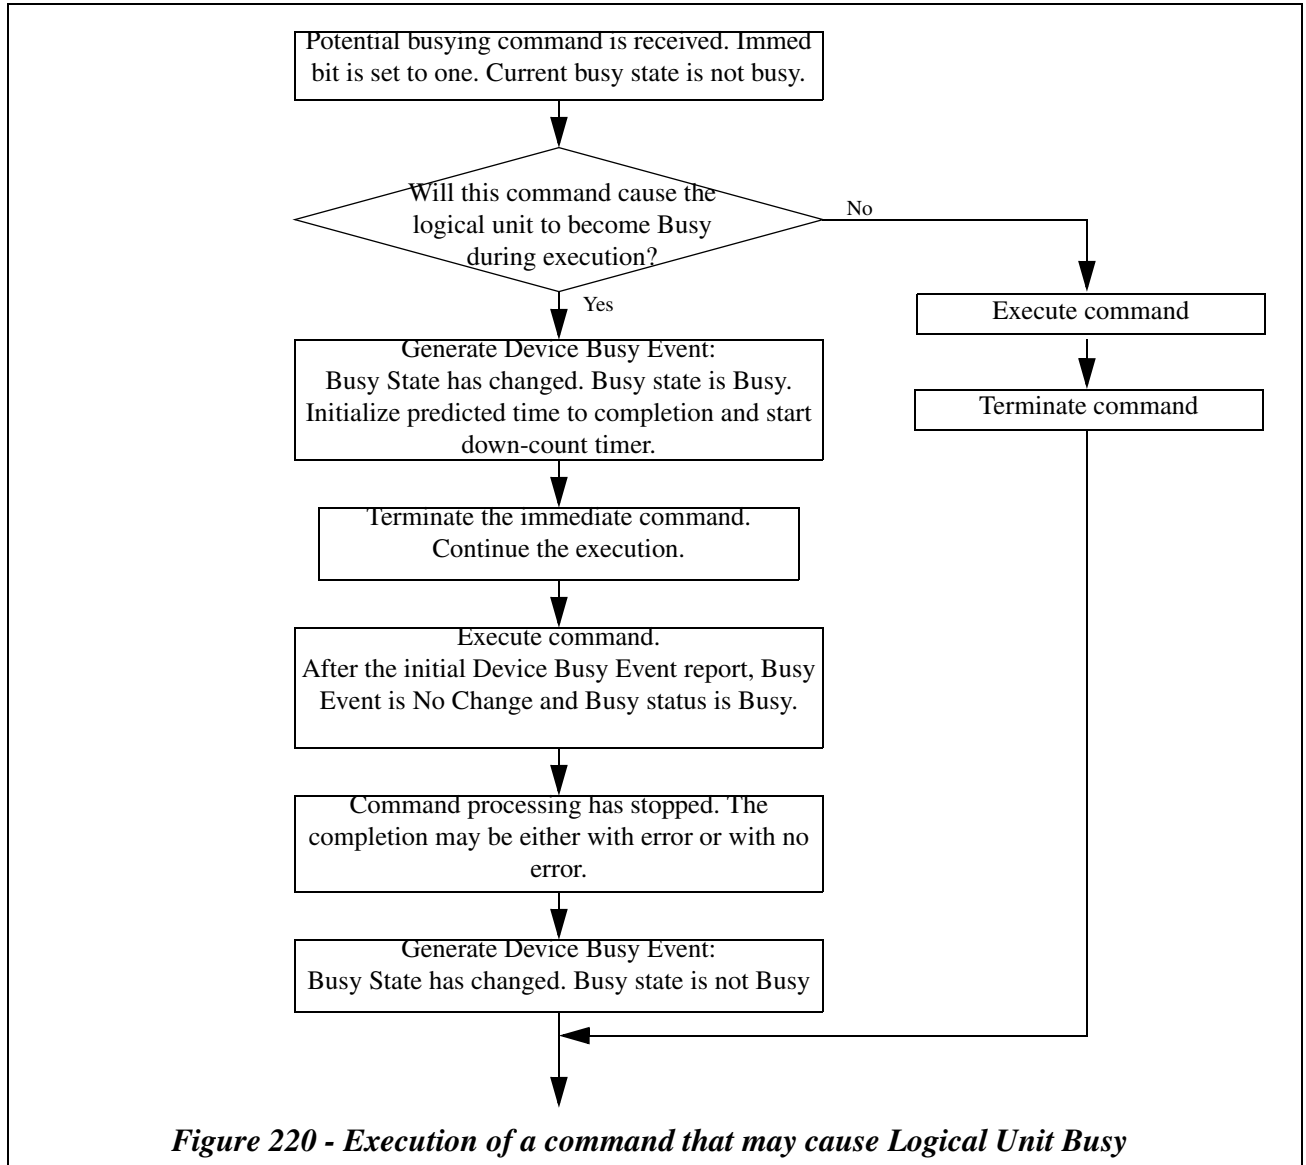 Potential busying command is received. Immed
bit is set to one. Current busy state is not busy.
Will this command cause the
logical unit to become Busy
during execution?
No
Yes
Execute command
Terminate command
Generate Device Busy Event:
Busy State has changed. Busy state is Busy.
Initialize predicted time to completion and start
down-count timer.
Terminate the immediate command.
Continue the execution.
Execute command.
After the initial Device Busy Event report, Busy
Event is No Change and Busy status is Busy.
Command processing has stopped. The
completion may be either with error or with no
error.
Generate Device Busy Event:
Busy State has changed. Busy state is not Busy
Figure 220 - Execution of a command that may cause Logical Unit Busy